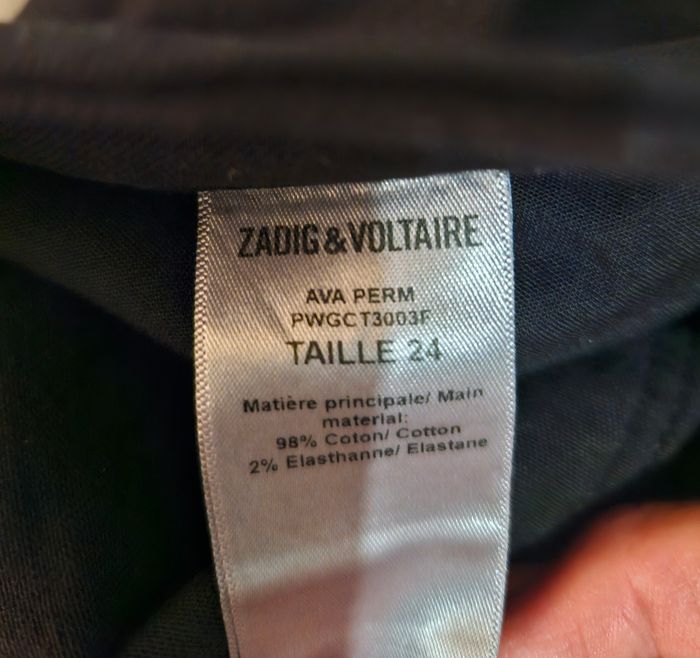 ZADIG&VOLTAIRE
AVA PERM
PWGCT3003F
TAILLE 24
Matière principale/ Main
material:
98% Coton/ Cotton
2% Elasthanne/ Elastane